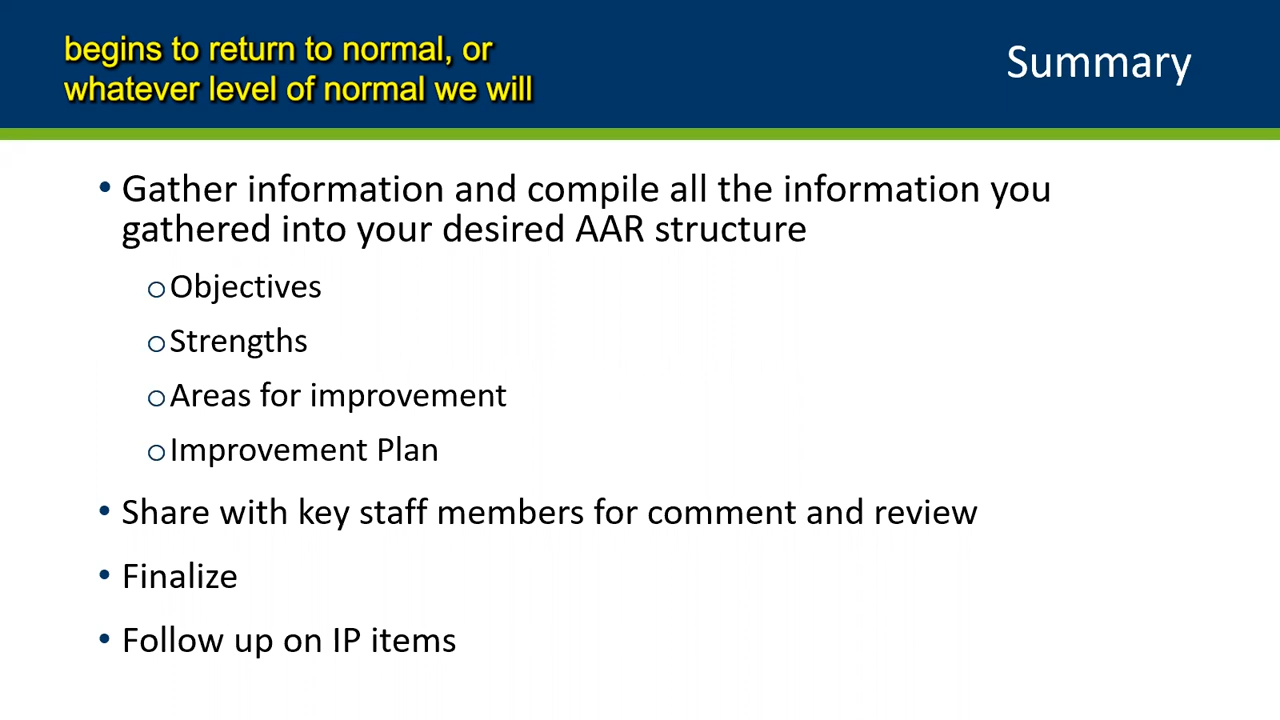 begins to return to normal, or
whatever level of normal we will
Summary
• Gather information and compile all the information you
gathered into your desired AAR structure
o Objectives
o Strengths
o Areas for improvement
o Improvement Plan
• Share with key staff members for comment and review
• Finalize
• Follow up on IP items